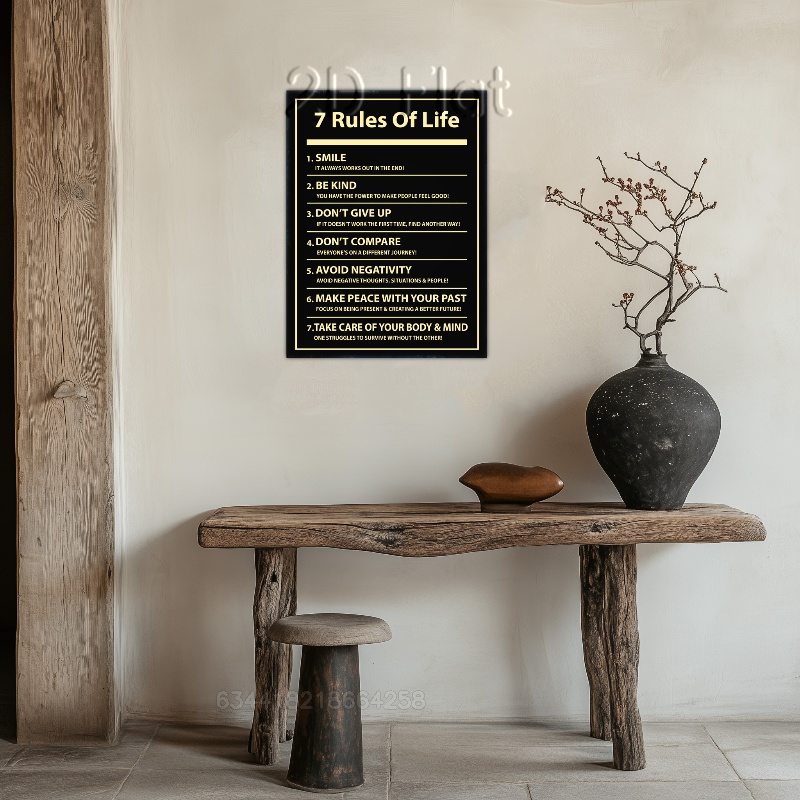 2D Flat
7 Rules Of Life
1. SMILE
IT ALWAYS WORKS OUT IN THE END!
2. BE KIND
YOU HAVE THE POWER TO MAKE PEOPLE FEEL GOOD!
3. DON'T GIVE UP
IF IT DOESN'T WORK THE FIRST TIME, FIND ANOTHER WAY!
4. DON'T COMPARE
EVERYONE'S ON A DIFFERENT JOURNEY!
5. AVOID NEGATIVITY
AVOID NEGATIVE THOUGHTS, SITUATIONS & PEOPLE!
6. MAKE PEACE WITH YOUR PAST
FOCUS ON BEING PRESENT & CREATING A BETTER FUTURE!
7. TAKE CARE OF YOUR BODY & MIND
ONE STRUGGLES TO SURVIVE WITHOUT THE OTHER!